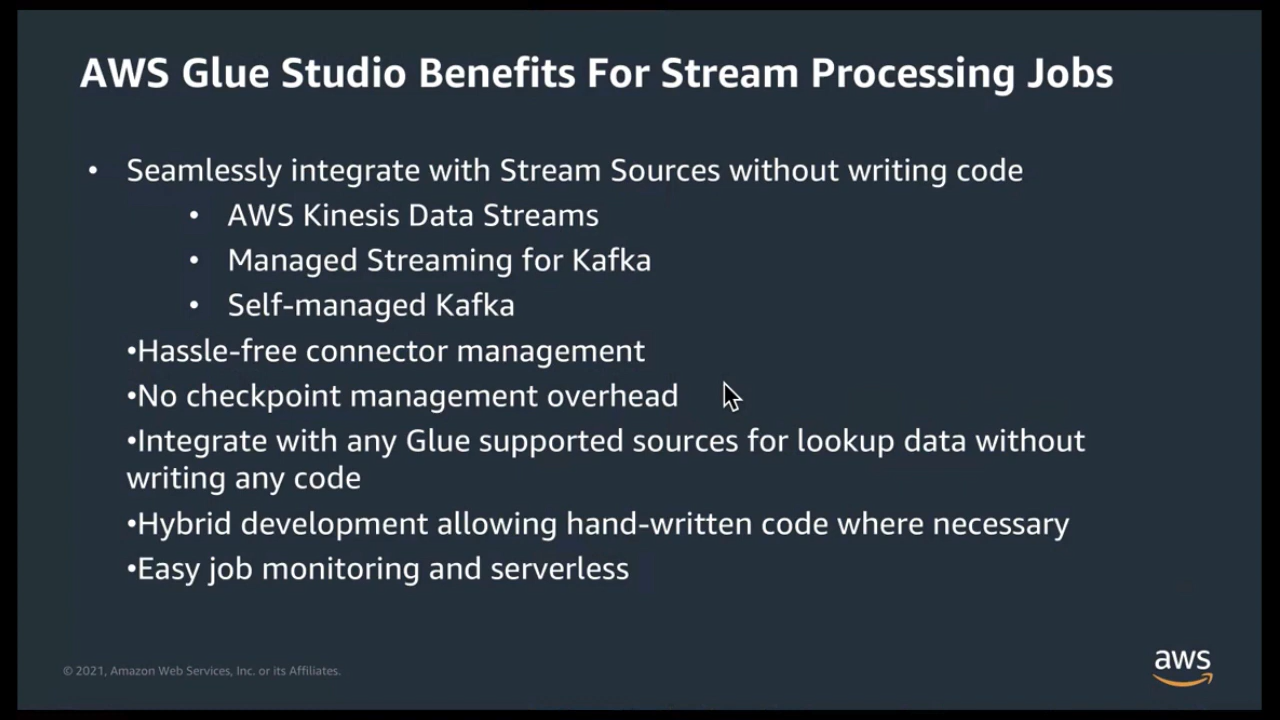 AWS Glue Studio Benefits For Stream Processing Jobs
• Seamlessly integrate with Stream Sources without writing code
• AWS Kinesis Data Streams
• Managed Streaming for Kafka
• Self-managed Kafka
•Hassle-free connector management
•No checkpoint management overhead
•Integrate with any Glue supported sources for lookup data without
writing any code
•Hybrid development allowing hand-written code where necessary
•Easy job monitoring and serverless
© 2021, Amazon Web Services, Inc. or its Affiliates.
aws